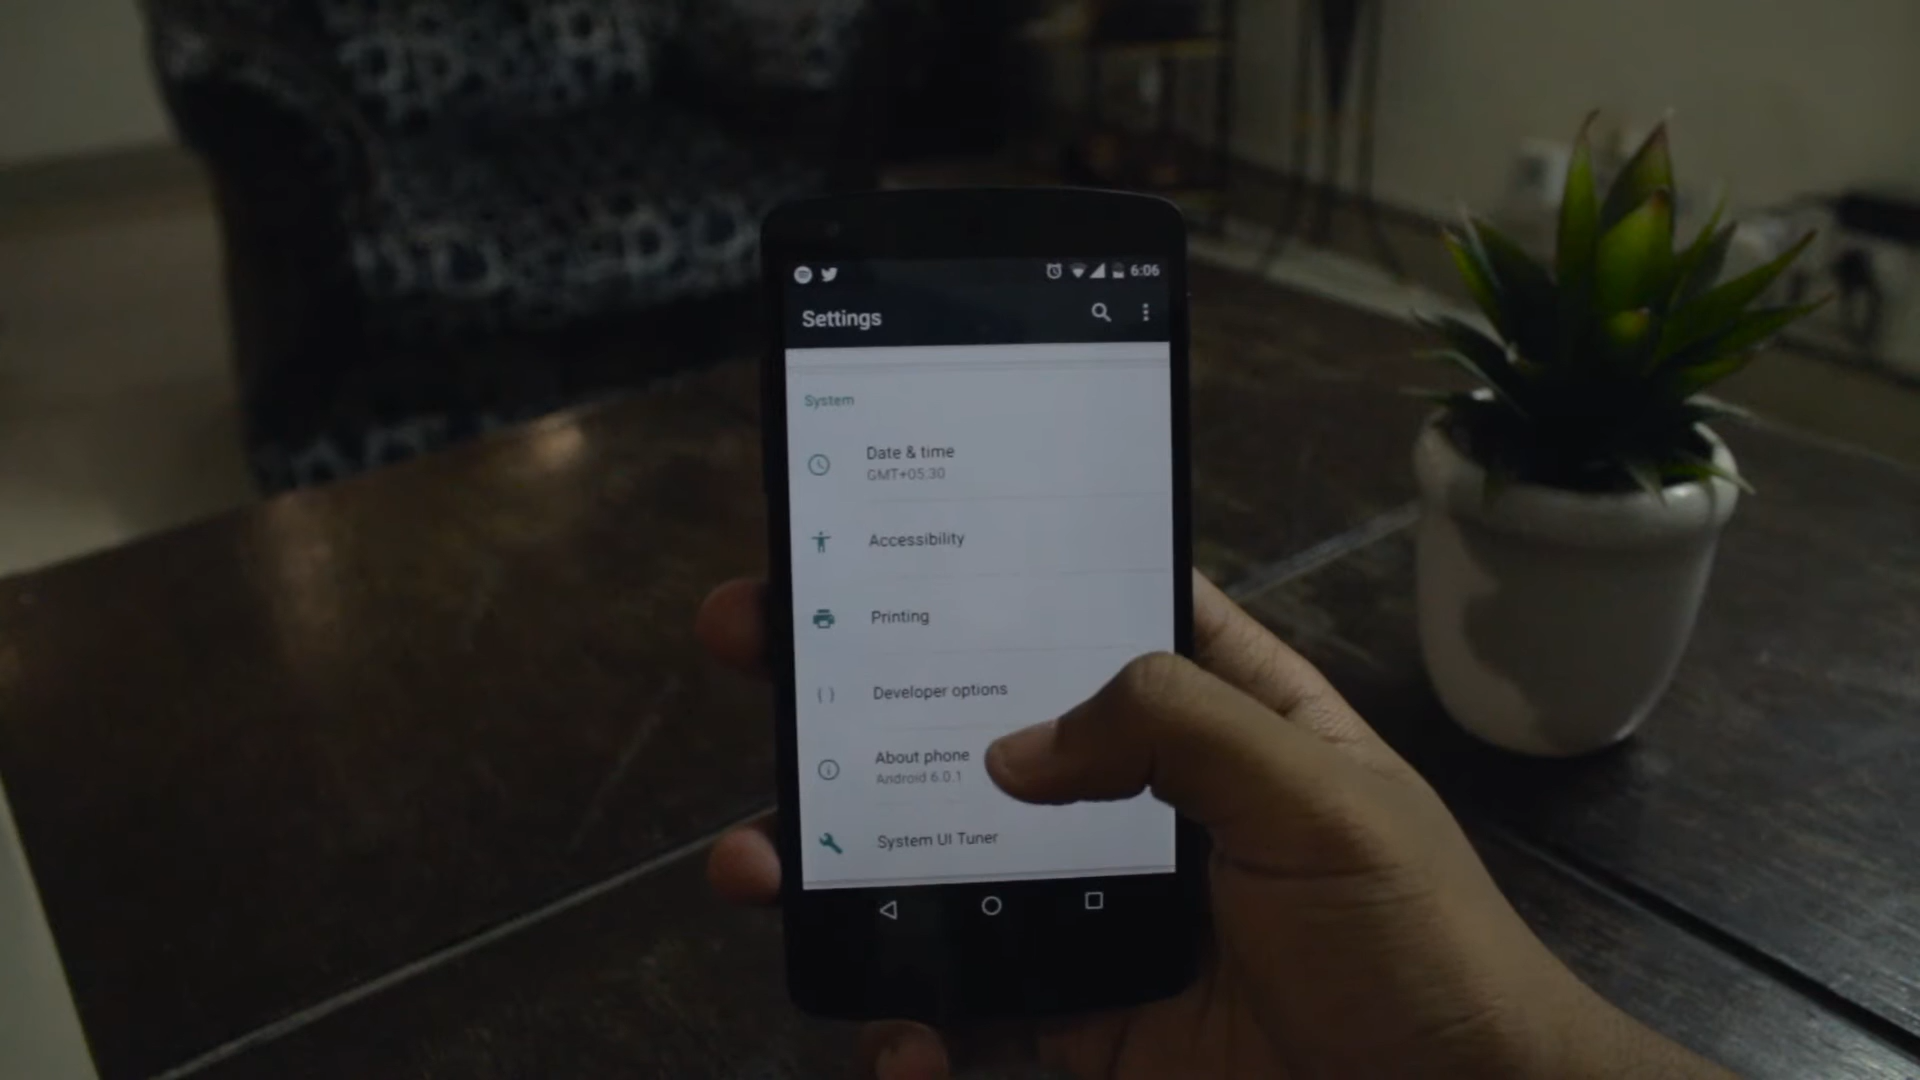 6:06
Settings
System
Date & time
GMT+05:30
Accessibility
Printing
Developer options
About phone
Android 6.0.1
System UI Tuner